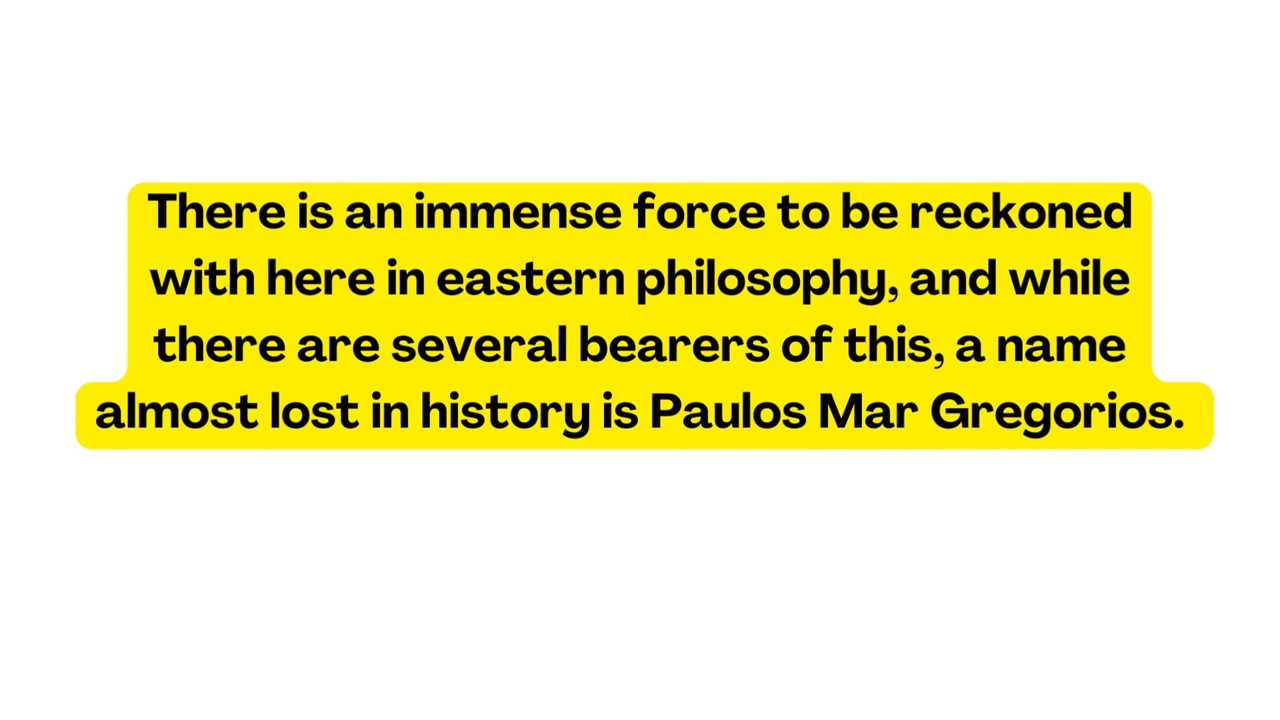 There is an immense force to be reckoned
with here in eastern philosophy, and while
there are several bearers of this, a name
almost lost in history is Paulos Mar Gregorios.